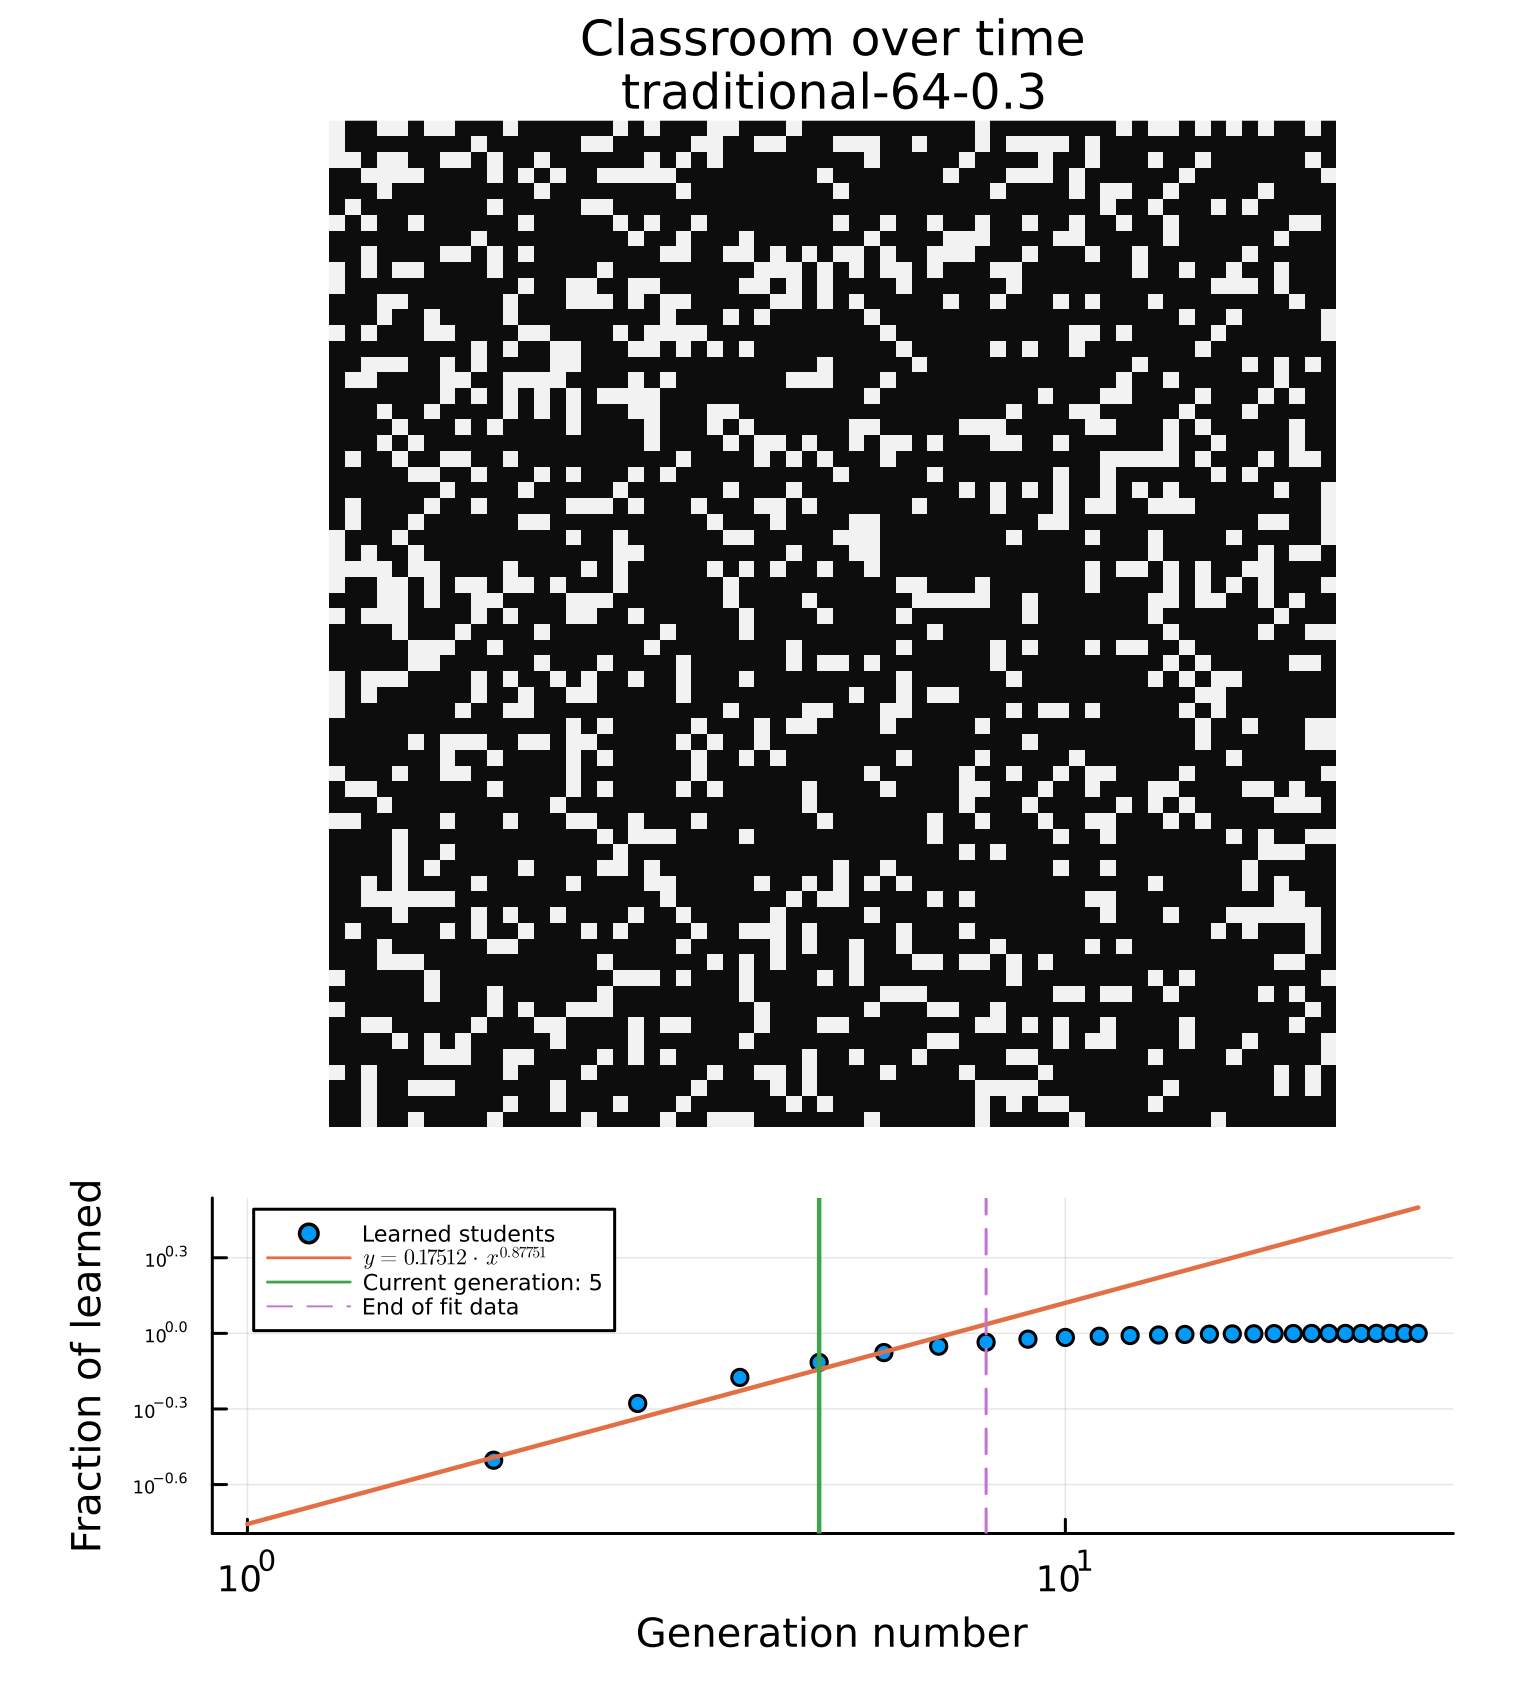 Classroom over time
traditional-64-0.3
Fraction of learned
10^0.3
10^0.0
10^−0.3
10^−0.6
Learned students
y = 0.17512 · x^0.87751
Current generation: 5
End of fit data
10^0
10^1
Generation number